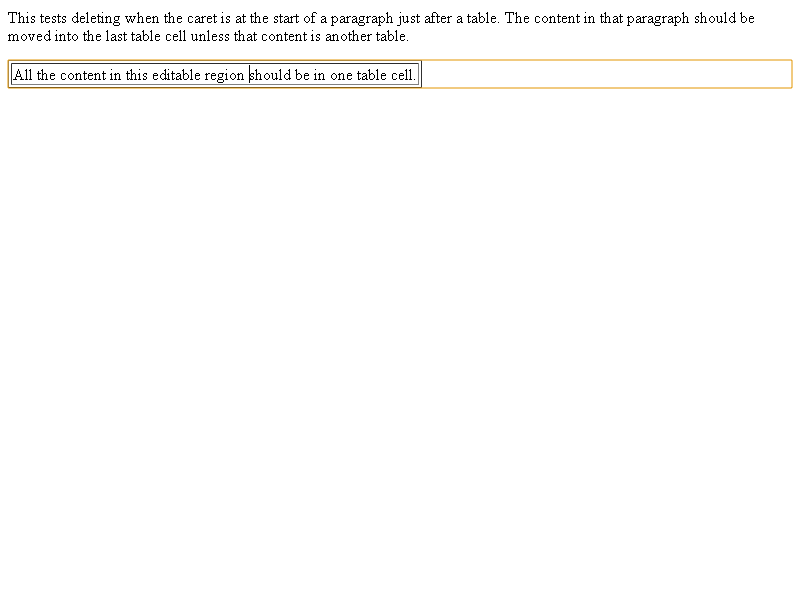 This tests deleting when the caret is at the start of a paragraph just after a table. The content in that paragraph should be
moved into the last table cell unless that content is another table.
All the content in this editable region should be in one table cell.